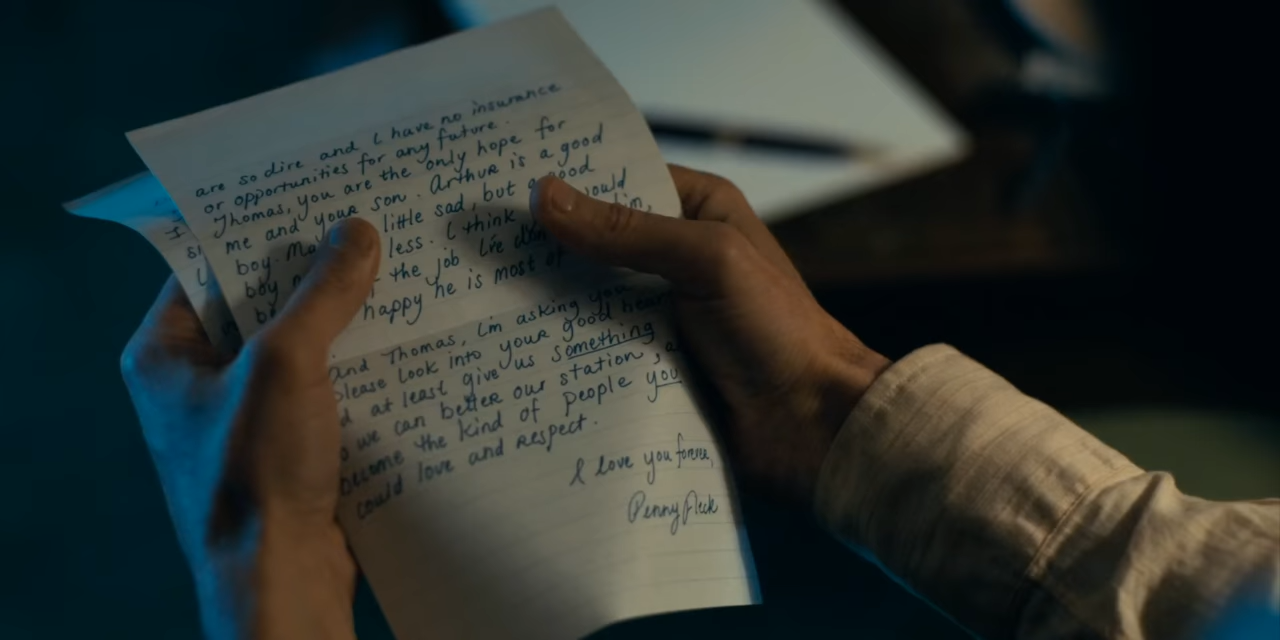 are so dire and I have no insurance
or opportunities for any future.
Thomas, you are the only hope for
me and your son. Arthur is a good
boy. little sad, but a good
boy less. I think would
the job I've him,
happy he is most of
And Thomas, I'm asking you
please look into your good heart
at least give us something
so we can better our station,
become the kind of people you
could love and respect.
I love you forever,
Penny Fleck